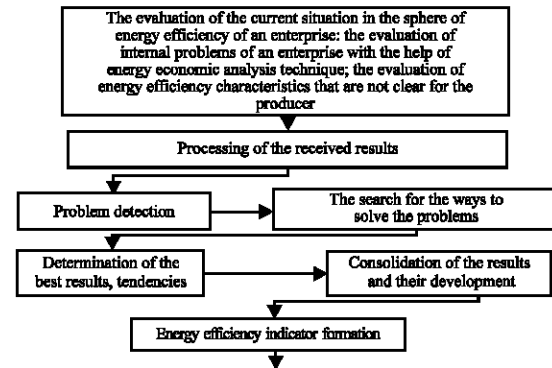 The evaluation of the current situation in the sphere of
energy efficiency of an enterprise: the evaluation of
internal problems of an enterprise with the help of
energy economic analysis technique; the evaluation of
energy efficiency characteristics that are not clear for the
producer
Processing of the received results
Problem detection
The search for the ways to
solve the problems
Determination of the
best results, tendencies
Consolidation of the results
and their development
Energy efficiency indicator formation